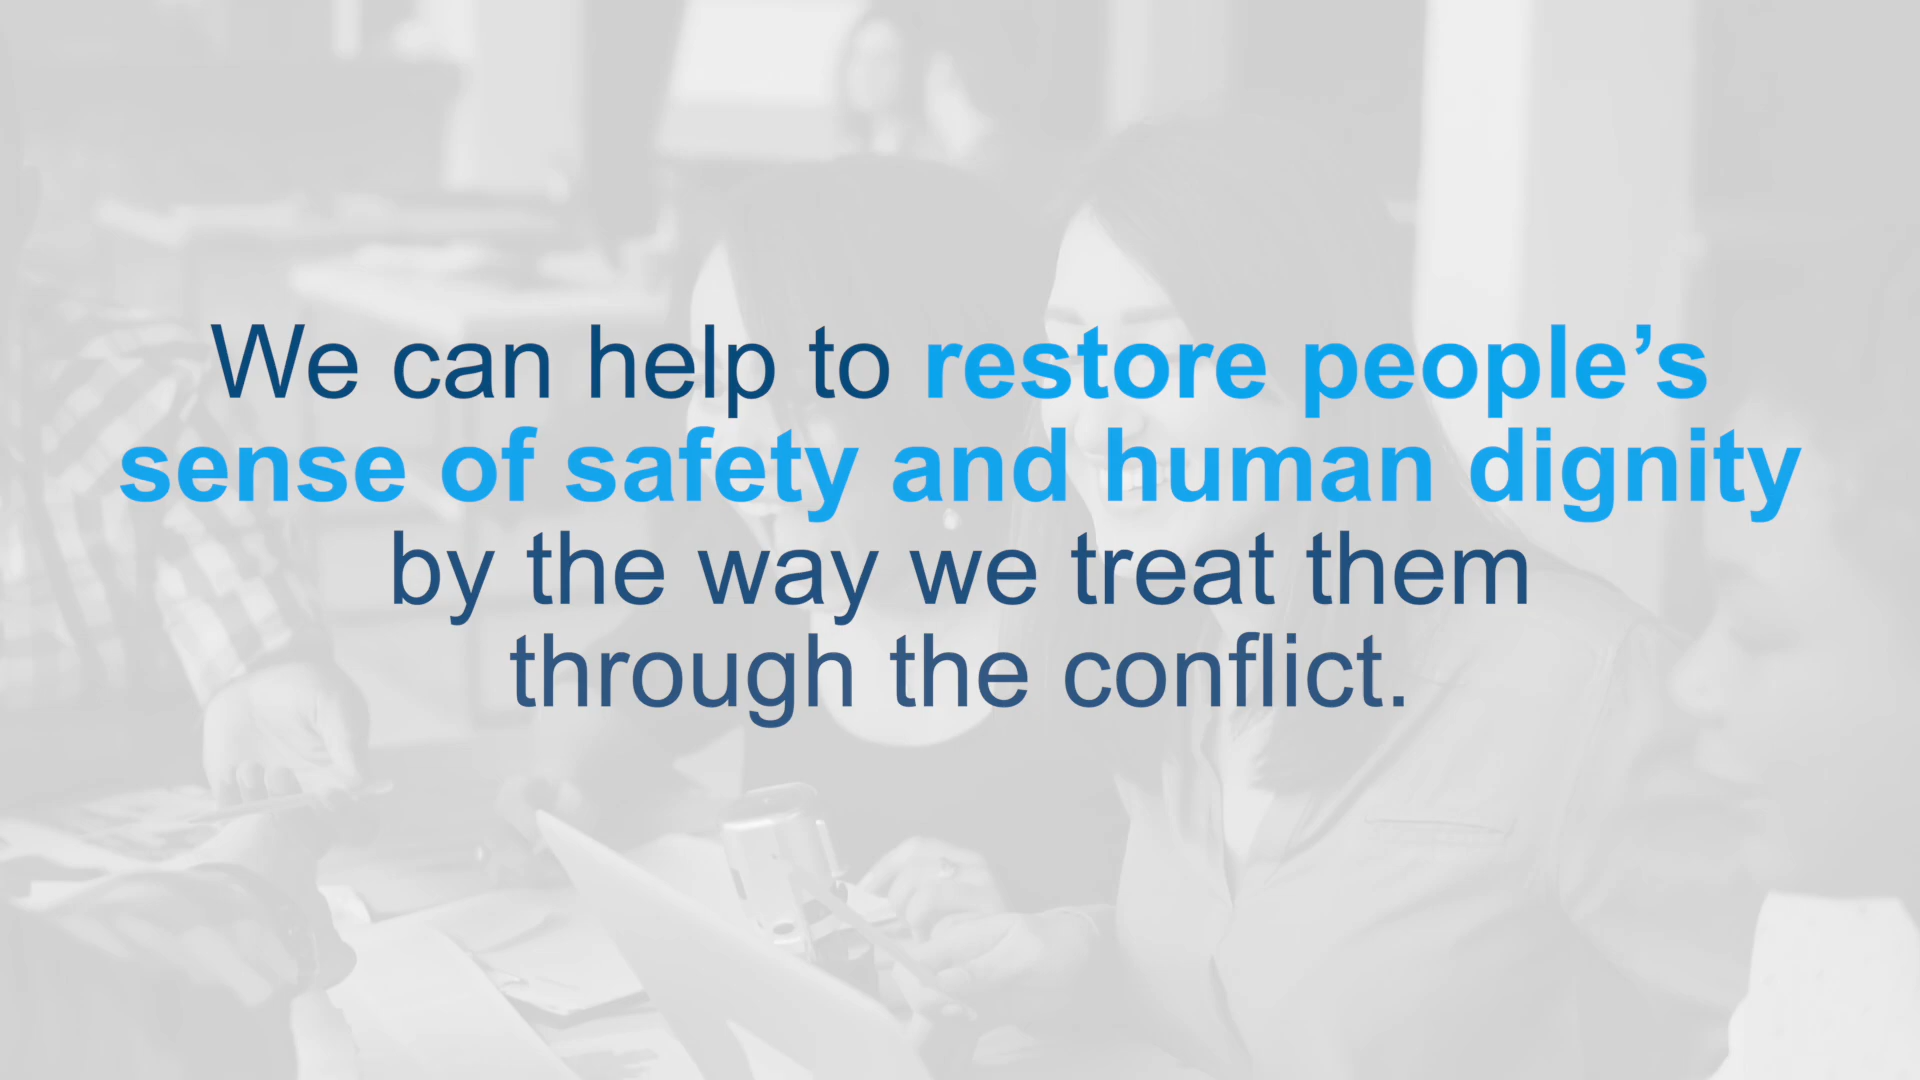 We can help to restore people’s
sense of safety and human dignity
by the way we treat them
through the conflict.